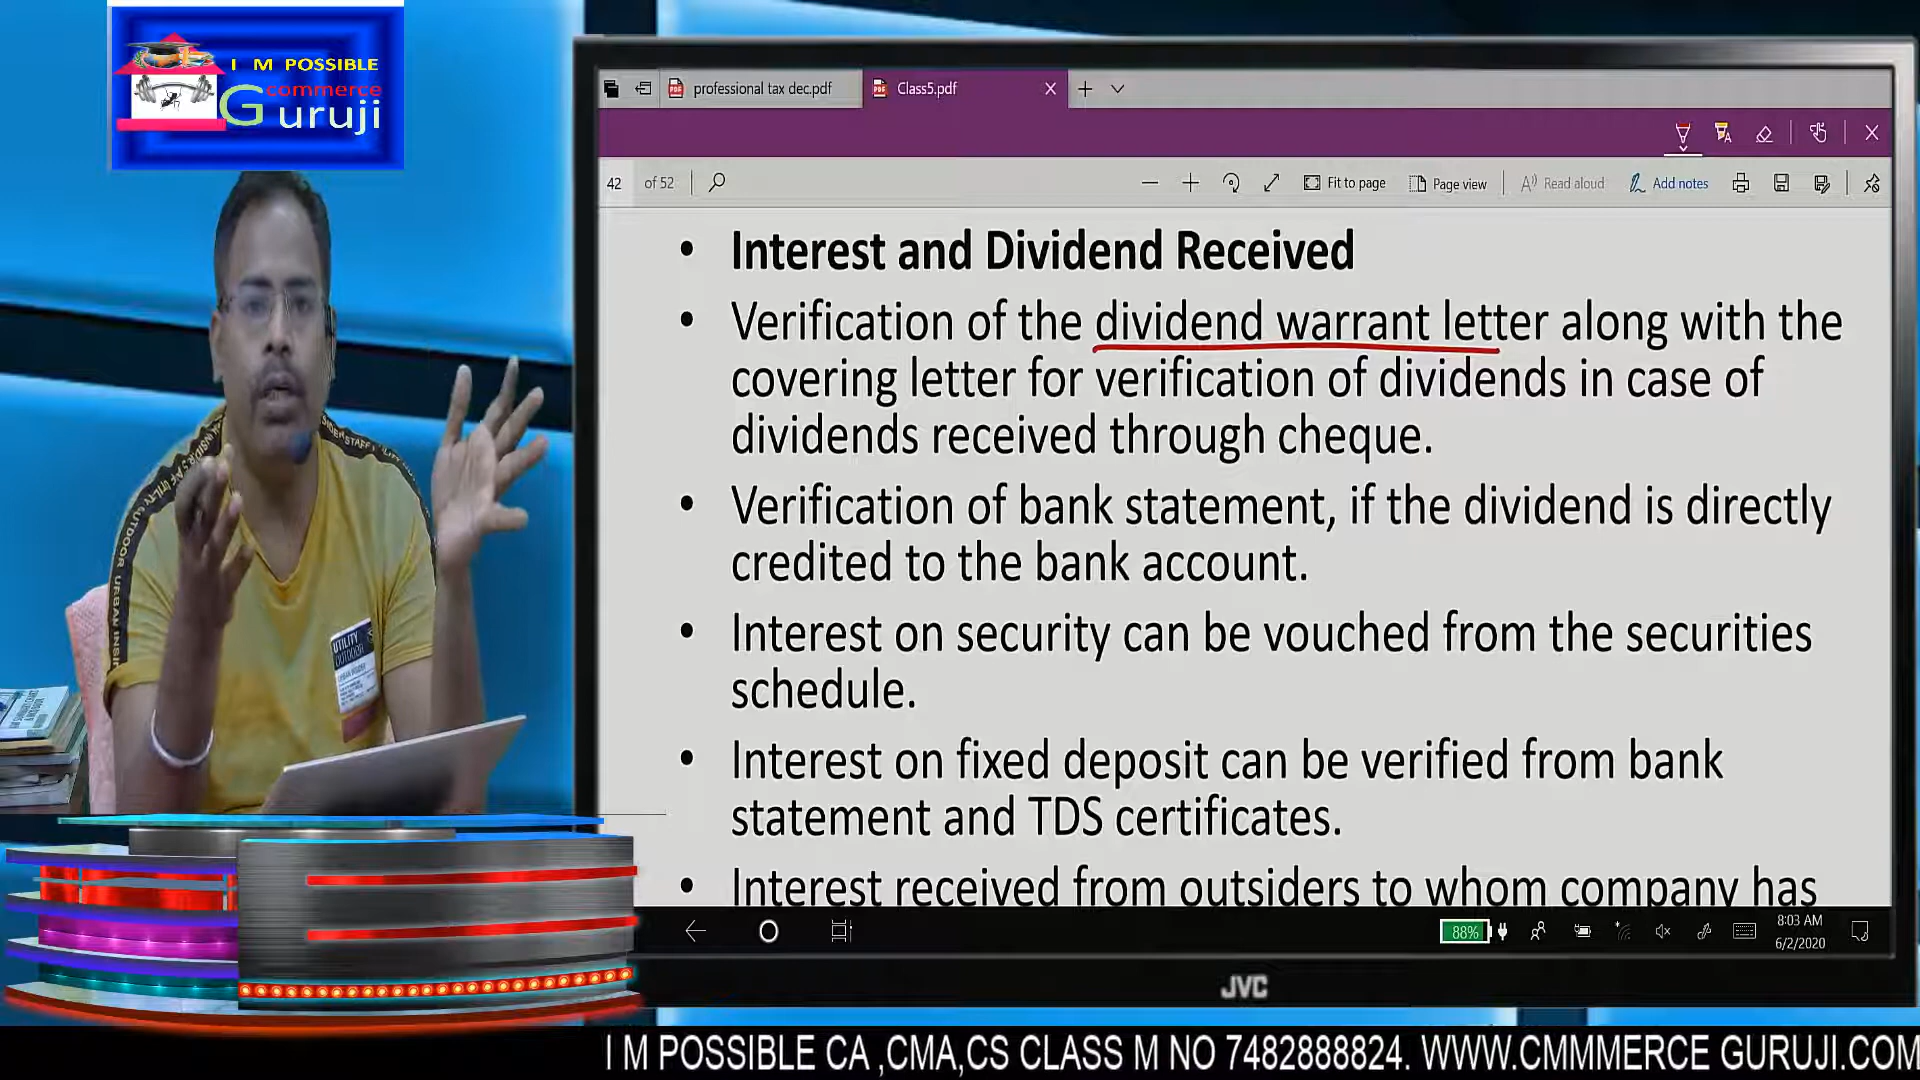 I M POSSIBLE
commerce
Guruji
professional tax dec.pdf
Class5.pdf
42 of 52
Fit to page
Page view
Read aloud
Add notes
• Interest and Dividend Received
• Verification of the dividend warrant letter along with the
covering letter for verification of dividends in case of
dividends received through cheque.
• Verification of bank statement, if the dividend is directly
credited to the bank account.
• Interest on security can be vouched from the securities
schedule.
• Interest on fixed deposit can be verified from bank
statement and TDS certificates.
• Interest received from outsiders to whom company has
88%
8:03 AM
6/2/2020
JVC
UTILITY
OUTDOOR
I M POSSIBLE CA ,CMA,CS CLASS M NO 7482888824. WWW.CMMMERCE GURUJI.COM